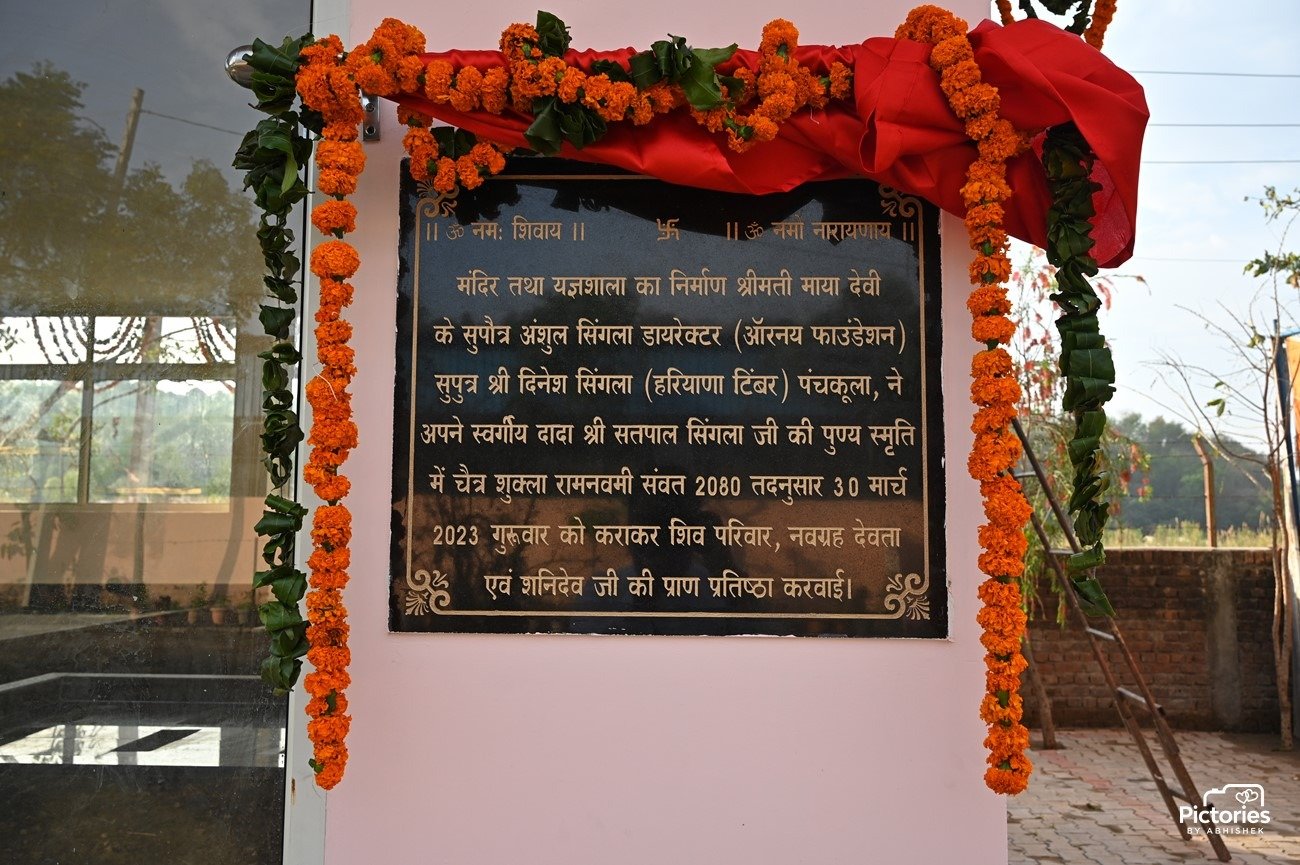 || ॐ नमः शिवाय || 卐 || ॐ नमो नारायणाय ||
मंदिर तथा यज्ञशाला का निर्माण श्रीमती माया देवी
के सुपौत्र अंशुल सिंगला डायरेक्टर (ऑरनय फाउंडेशन)
सुपुत्र श्री दिनेश सिंगला (हरियाणा टिंबर) पंचकूला, ने
अपने स्वर्गीय दादा श्री सतपाल सिंगला जी की पुण्य स्मृति
में चैत्र शुक्ला रामनवमी संवत 2080 तदनुसार 30 मार्च
2023 गुरूवार को कराकर शिव परिवार, नवग्रह देवता
एवं शनिदेव जी की प्राण प्रतिष्ठा करवाई।
Pictories
BY ABHISHEK